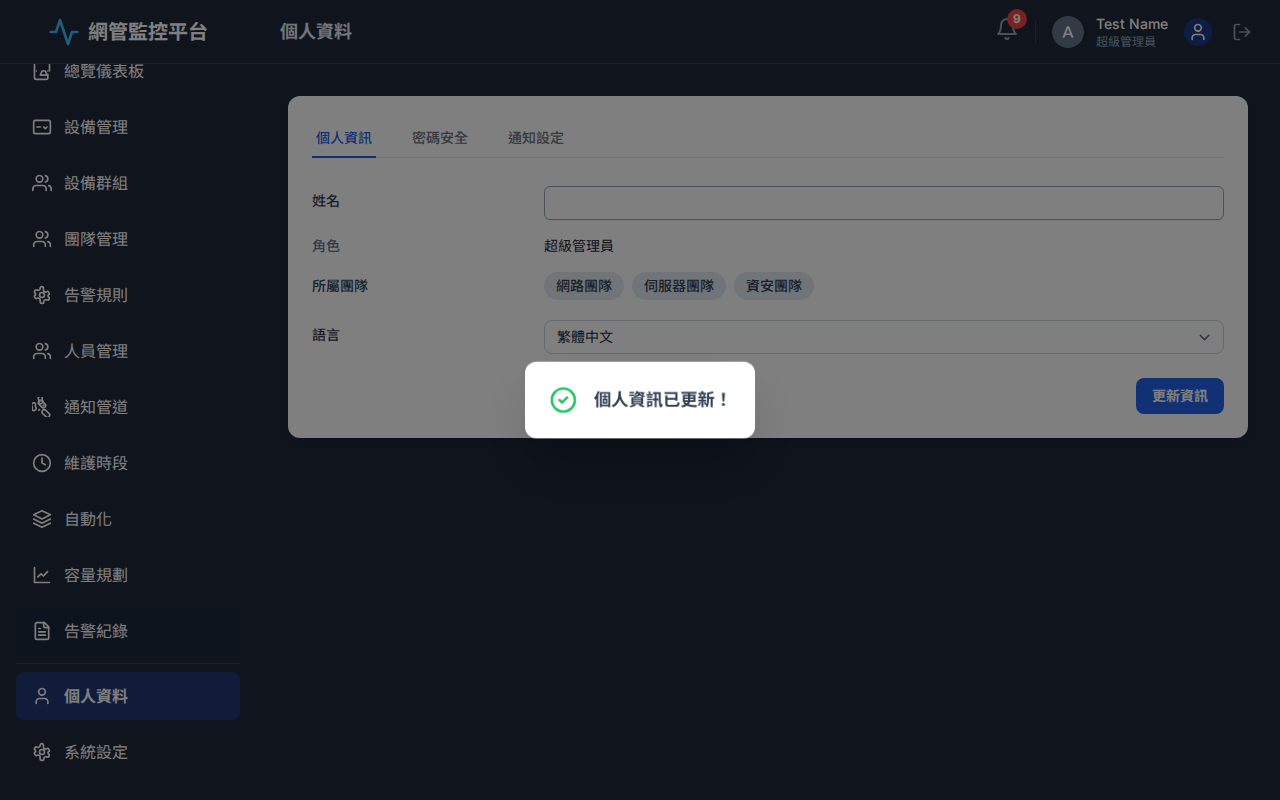 網管監控平台
個人資料
9
A
Test Name
超級管理員
總覽儀表板
設備管理
設備群組
團隊管理
告警規則
人員管理
通知管道
維護時段
自動化
容量規劃
告警紀錄
個人資料
系統設定
個人資訊
密碼安全
通知設定
姓名
角色
超級管理員
所屬團隊
網路團隊
伺服器團隊
資安團隊
語言
繁體中文
個人資訊已更新！
更新資訊